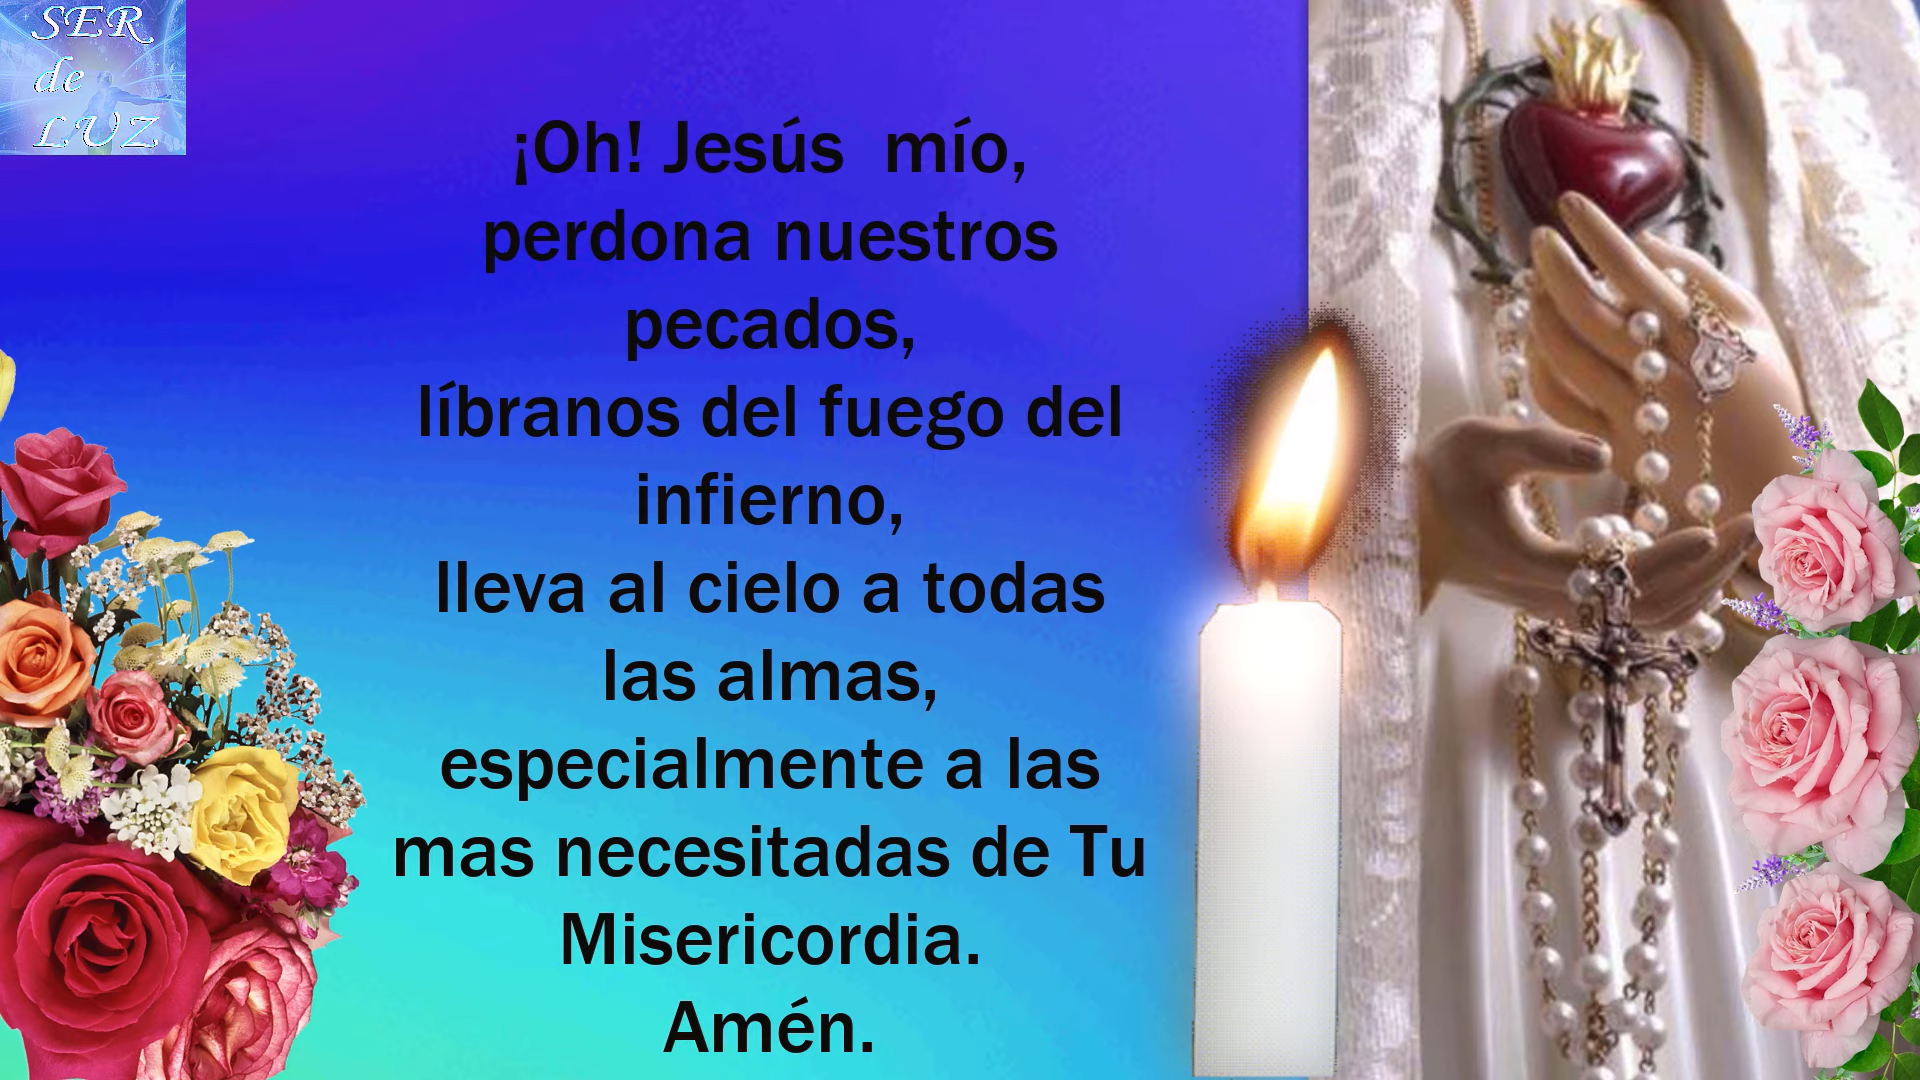 SER
de
LUZ
¡Oh! Jesús  mío,
perdona nuestros
pecados,
líbranos del fuego del
infierno,
lleva al cielo a todas
las almas,
especialmente a las
mas necesitadas de Tu
Misericordia.
Amén.